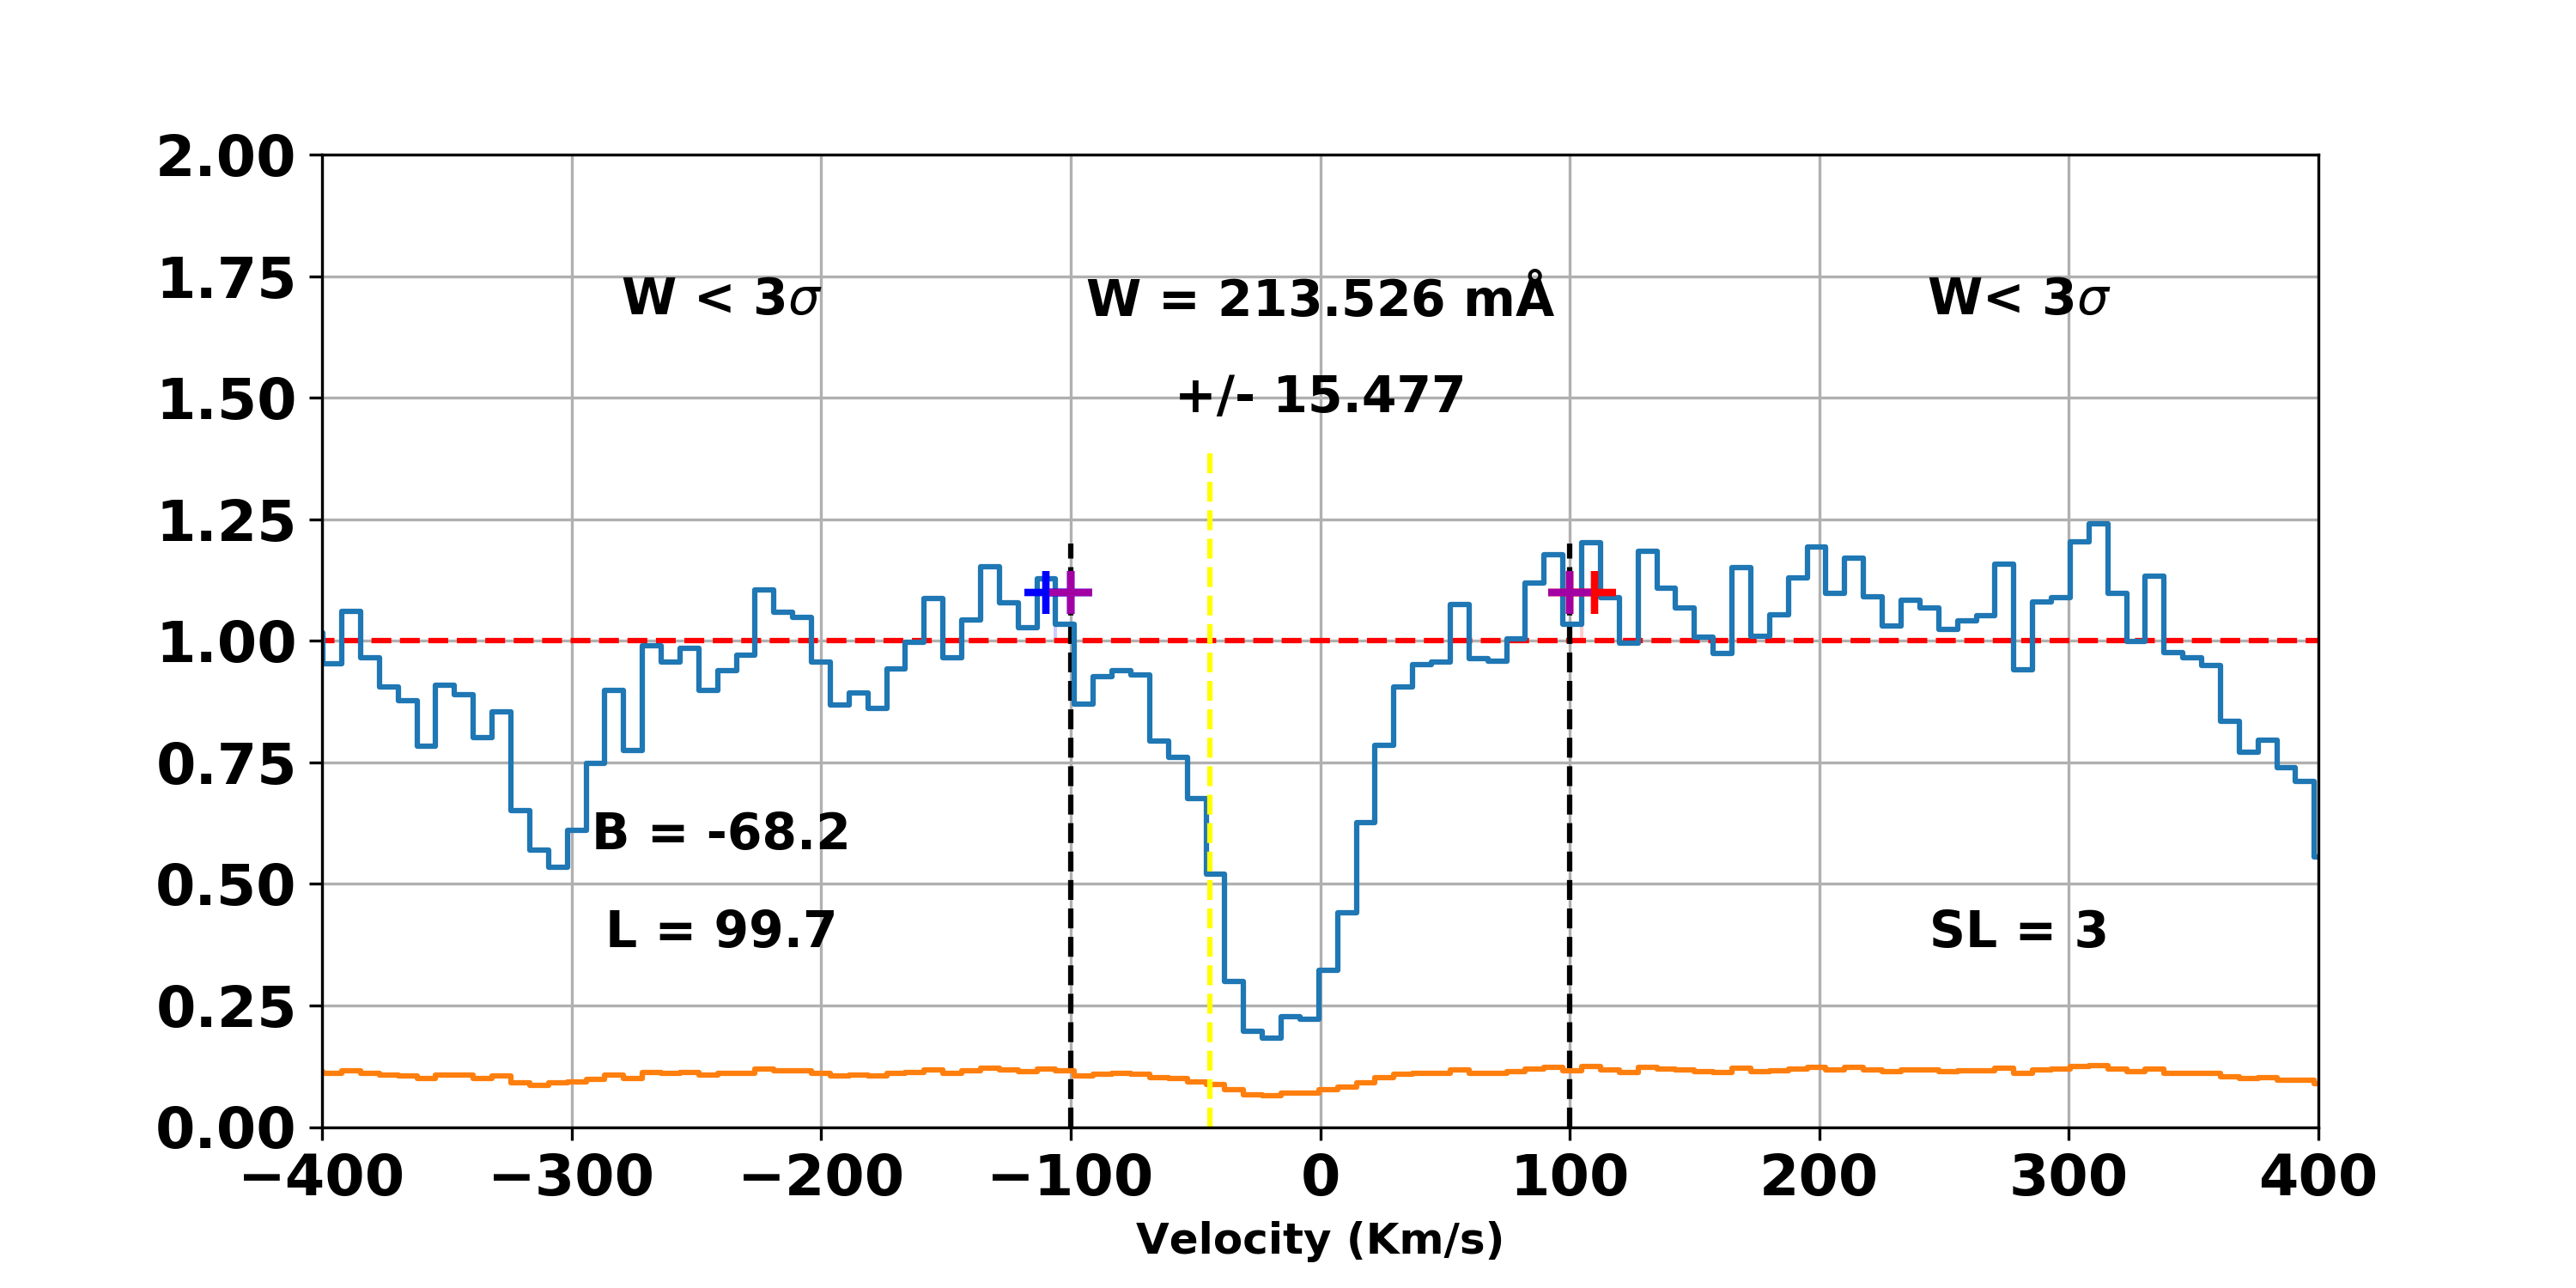 2.00
1.75
W < 3σ
W = 213.526 mÅ
W< 3σ
1.50
+/- 15.477
1.25
1.00
0.75
B = -68.2
0.50
L = 99.7
SL = 3
0.25
0.00
−400 −300 −200 −100 0 100 200 300 400
Velocity (Km/s)